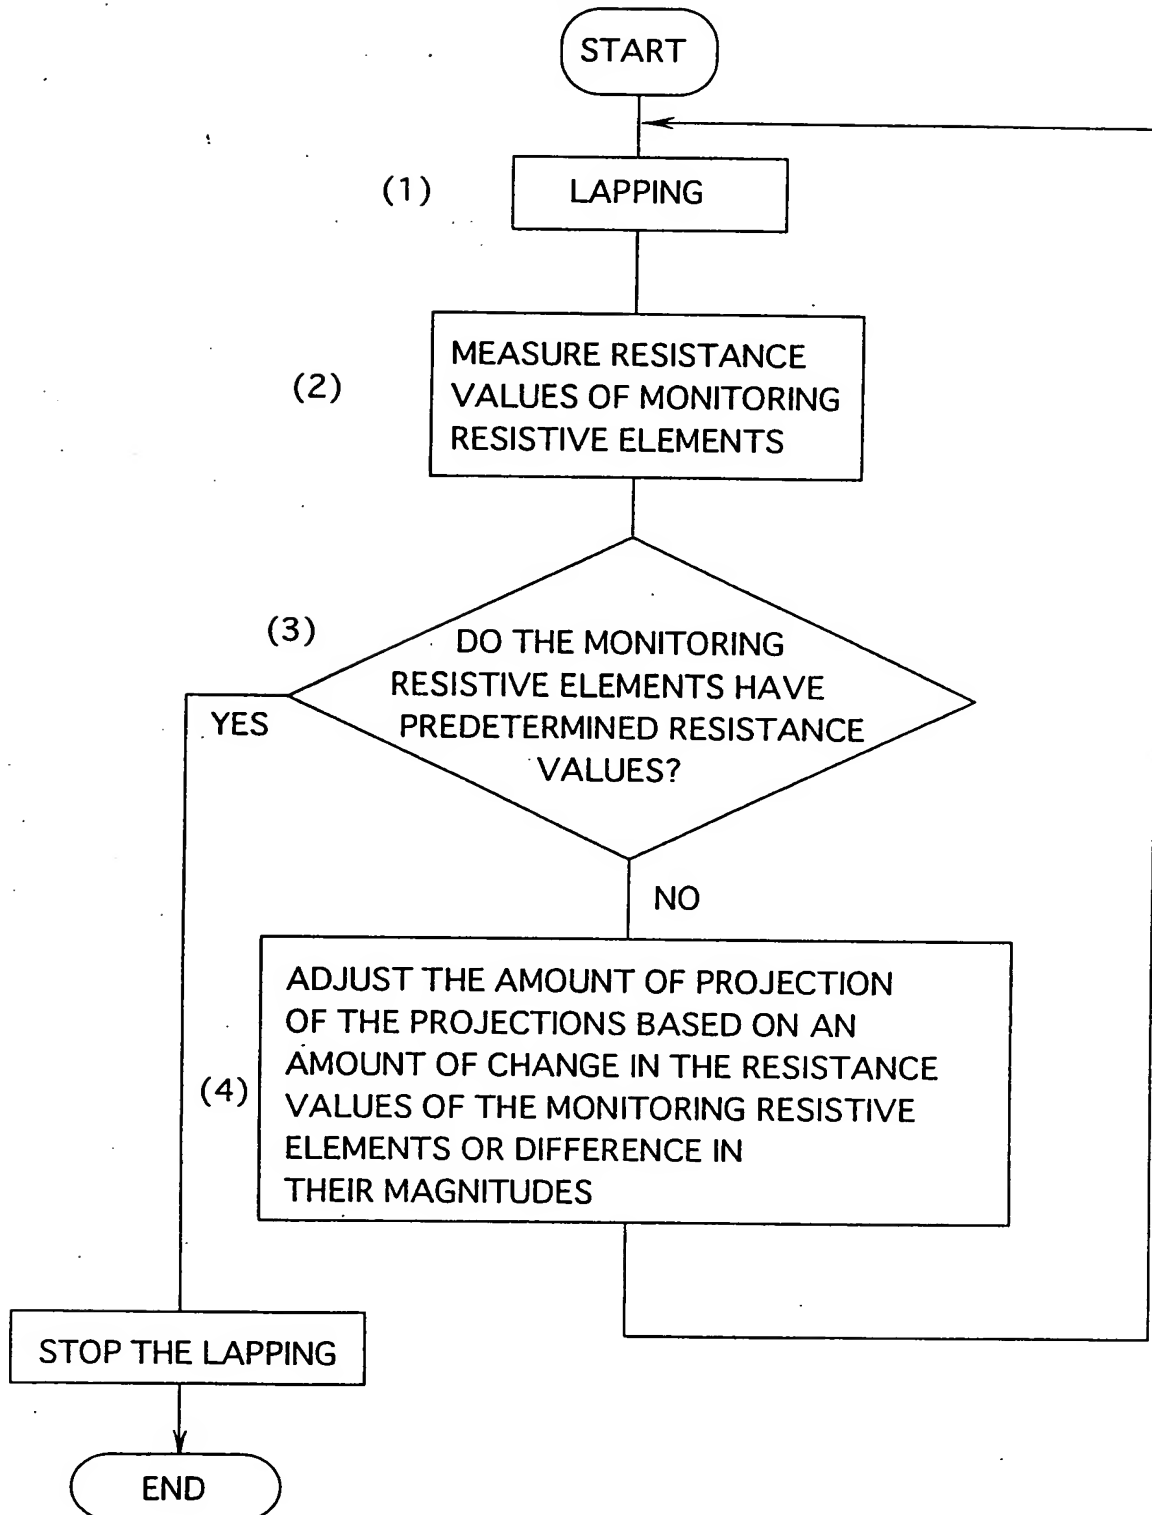 START
(1)
LAPPING
(2)
MEASURE RESISTANCE
VALUES OF MONITORING
RESISTIVE ELEMENTS
(3)
DO THE MONITORING
RESISTIVE ELEMENTS HAVE
PREDETERMINED RESISTANCE
VALUES?
YES
NO
(4)
ADJUST THE AMOUNT OF PROJECTION
OF THE PROJECTIONS BASED ON AN
AMOUNT OF CHANGE IN THE RESISTANCE
VALUES OF THE MONITORING RESISTIVE
ELEMENTS OR DIFFERENCE IN
THEIR MAGNITUDES
STOP THE LAPPING
END